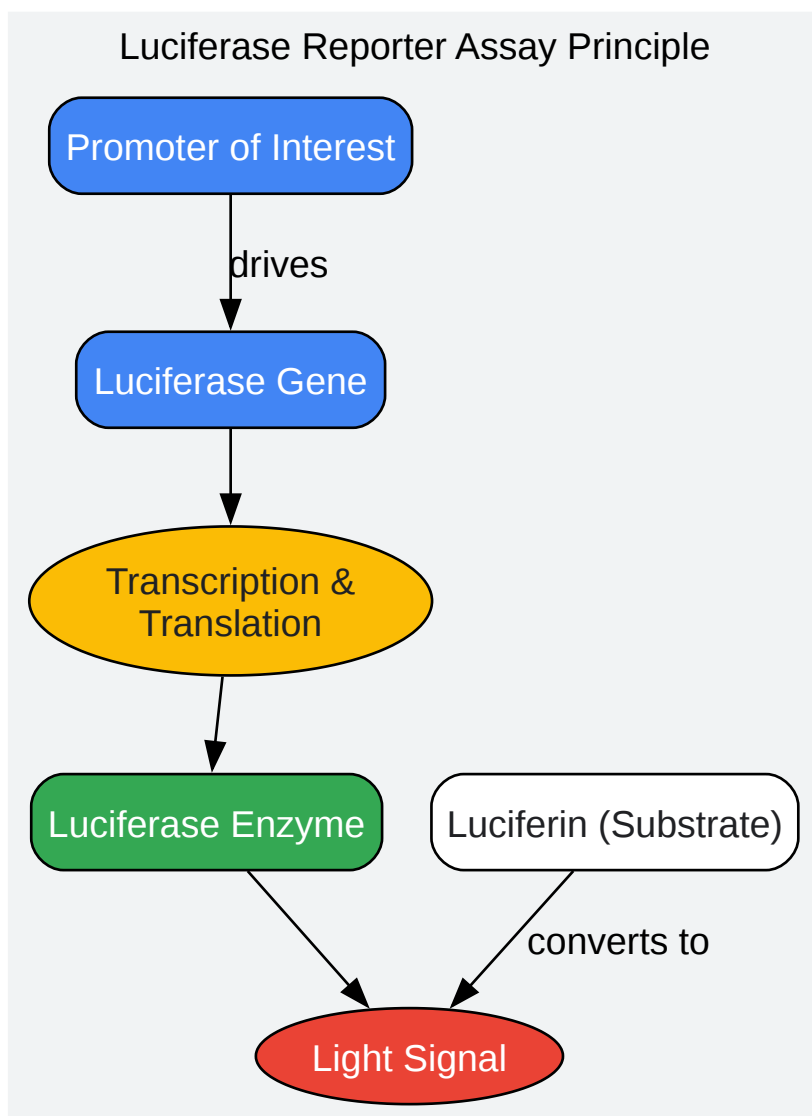 Luciferase Reporter Assay Principle
Promoter of Interest
drives
Luciferase Gene
Transcription &
Translation
Luciferase Enzyme
Luciferin (Substrate)
converts to
Light Signal